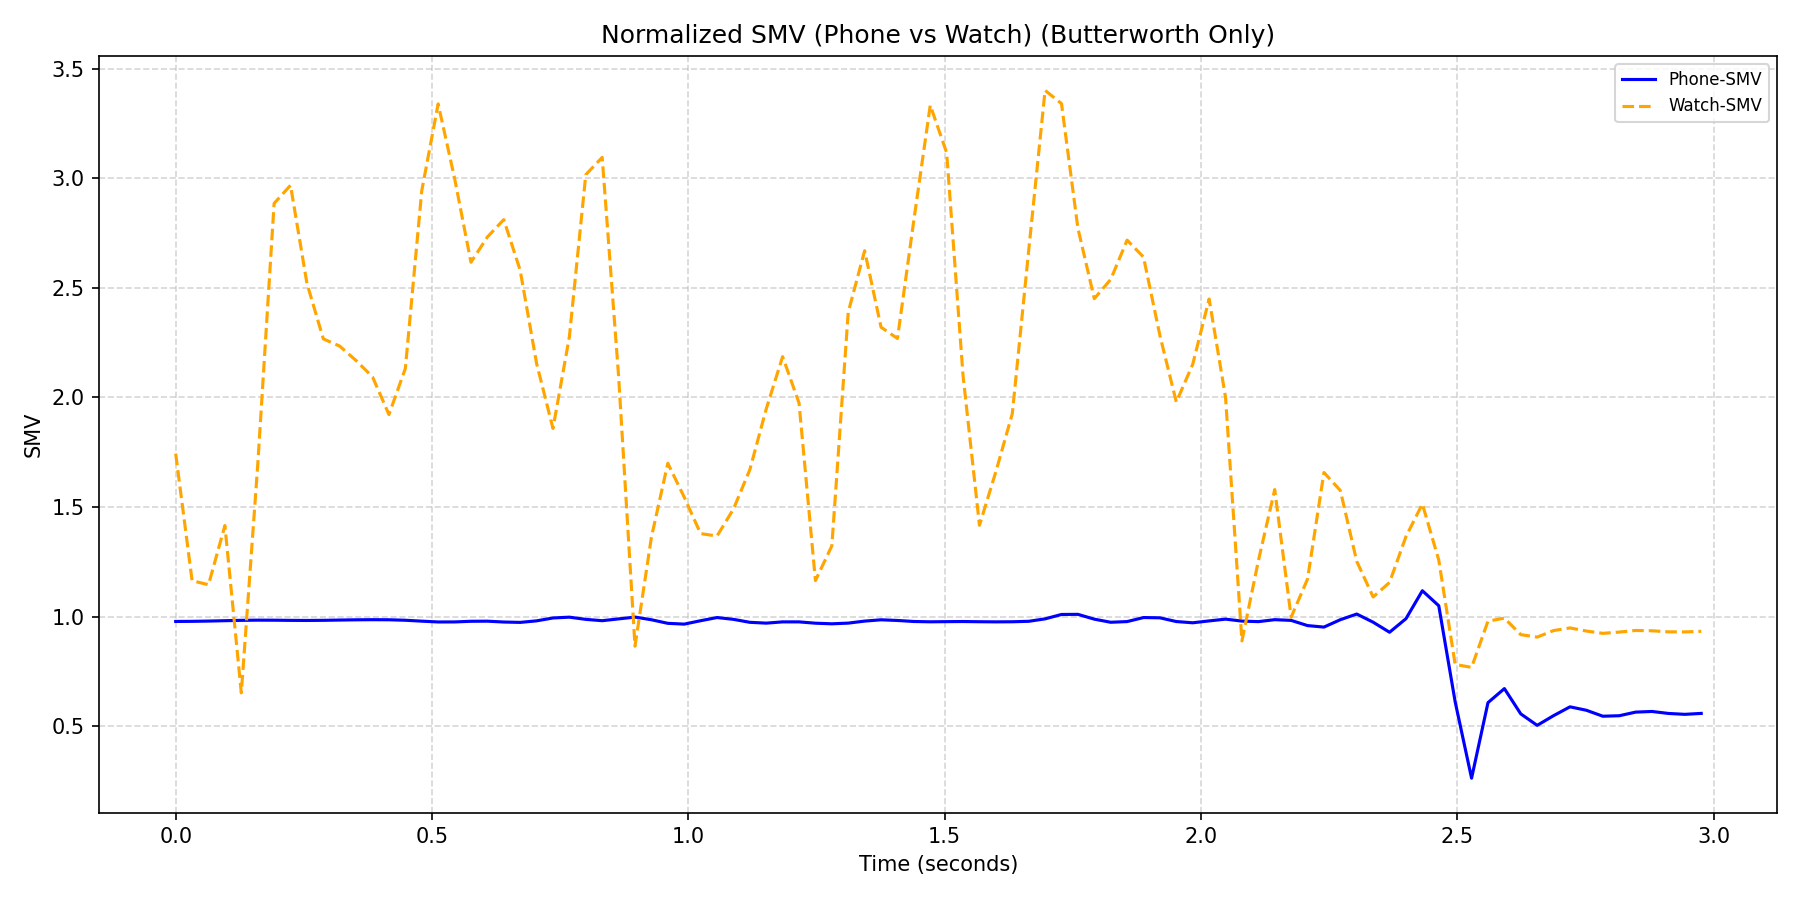 Normalized SMV (Phone vs Watch) (Butterworth Only)
Phone-SMV
Watch-SMV
SMV
3.5
3.0
2.5
2.0
1.5
1.0
0.5
0.0 0.5 1.0 1.5 2.0 2.5 3.0
Time (seconds)